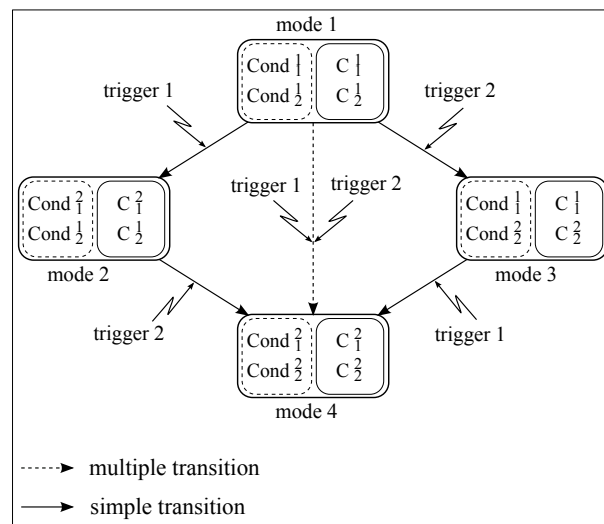 mode 1
Cond 1 1 C 1 1
Cond 1 2 C 1 2
trigger 1
trigger 2
trigger 1
trigger 2
Cond 2 1 C 2 1
Cond 1 2 C 1 2
mode 2
Cond 1 1 C 1 1
Cond 2 2 C 2 2
mode 3
trigger 2
trigger 1
Cond 2 1 C 2 1
Cond 2 2 C 2 2
mode 4
multiple transition
simple transition